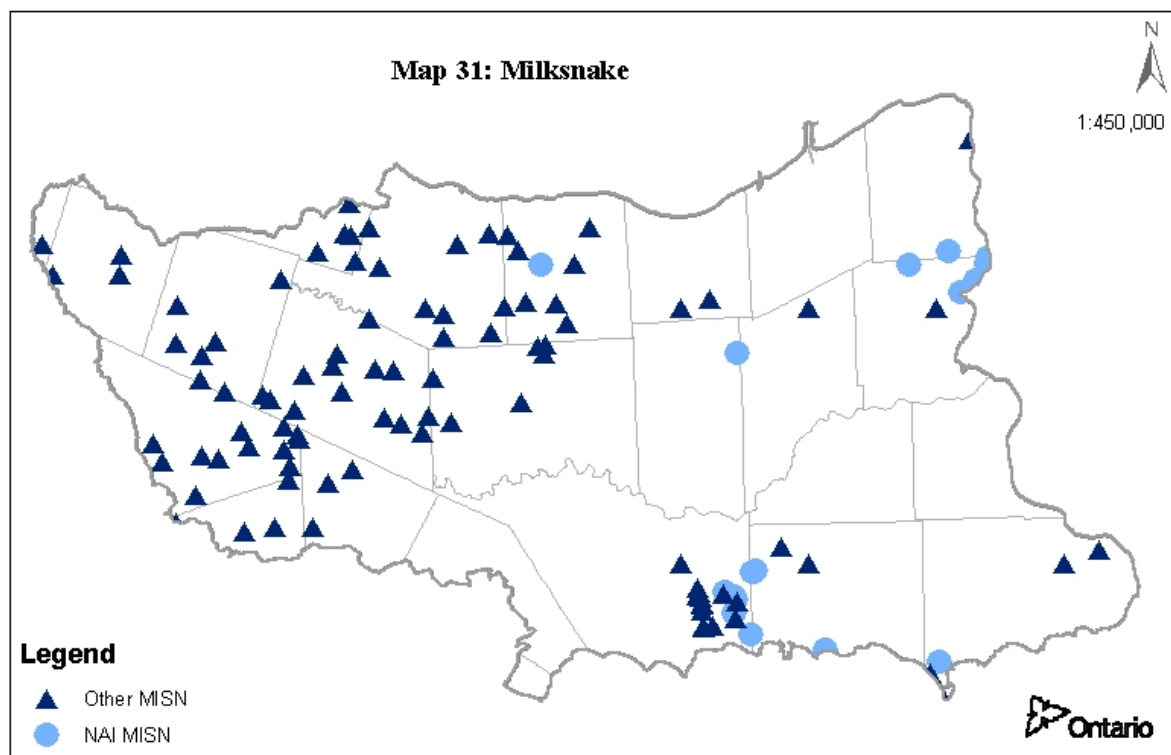 Map 31: Milksnake
N
1:450,000
Legend
Other MISN
NAI MISN
Ontario